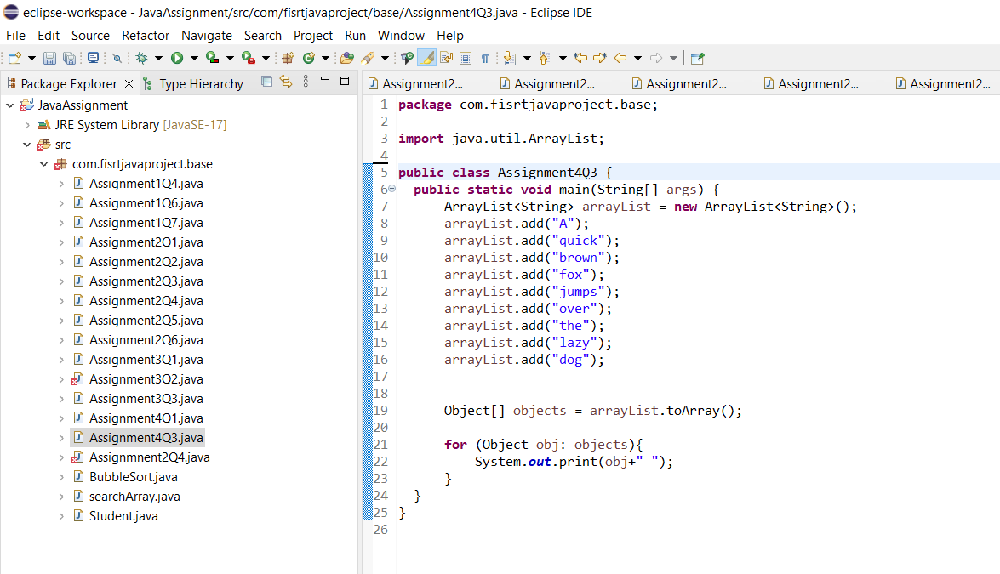 eclipse-workspace - JavaAssignment/src/com/fisrtjavaproject/base/Assignment4Q3.java - Eclipse IDE
File Edit Source Refactor Navigate Search Project Run Window Help
Package Explorer Type Hierarchy
JavaAssignment
JRE System Library [JavaSE-17]
src
com.fisrtjavaproject.base
Assignment1Q4.java
Assignment1Q6.java
Assignment1Q7.java
Assignment2Q1.java
Assignment2Q2.java
Assignment2Q3.java
Assignment2Q4.java
Assignment2Q5.java
Assignment2Q6.java
Assignment3Q1.java
Assignment3Q2.java
Assignment3Q3.java
Assignment4Q1.java
Assignment4Q3.java
Assignmnent2Q4.java
BubbleSort.java
searchArray.java
Student.java
Assignment2... Assignment2... Assignment2... Assignment2... Assignment2...
1 package com.fisrtjavaproject.base;
2
3 import java.util.ArrayList;
4
5 public class Assignment4Q3 {
6 public static void main(String[] args) {
7 ArrayList<String> arrayList = new ArrayList<String>();
8 arrayList.add("A");
9 arrayList.add("quick");
10 arrayList.add("brown");
11 arrayList.add("fox");
12 arrayList.add("jumps");
13 arrayList.add("over");
14 arrayList.add("the");
15 arrayList.add("lazy");
16 arrayList.add("dog");
17
18
19 Object[] objects = arrayList.toArray();
20
21 for (Object obj: objects){
22 System.out.print(obj+" ");
23 }
24 }
25 }
26